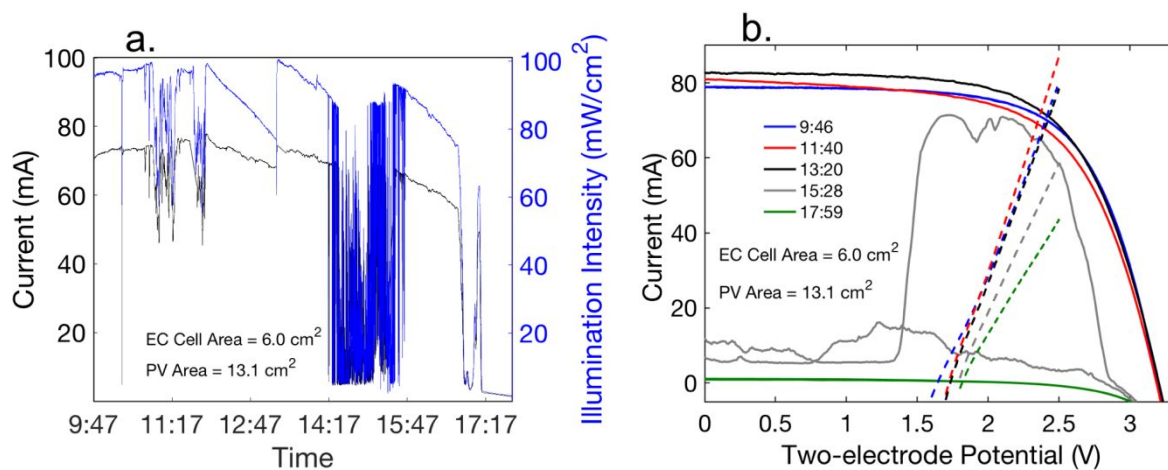 a.
100
80
60
40
20
Current (mA)
100
80
60
40
20
Illumination Intensity (mW/cm²)
EC Cell Area = 6.0 cm²
PV Area = 13.1 cm²
9:47 11:17 12:47 14:17 15:47 17:17
Time
b.
80
60
40
20
0
Current (mA)
9:46
11:40
13:20
15:28
17:59
EC Cell Area = 6.0 cm²
PV Area = 13.1 cm²
0 0.5 1 1.5 2 2.5 3
Two-electrode Potential (V)